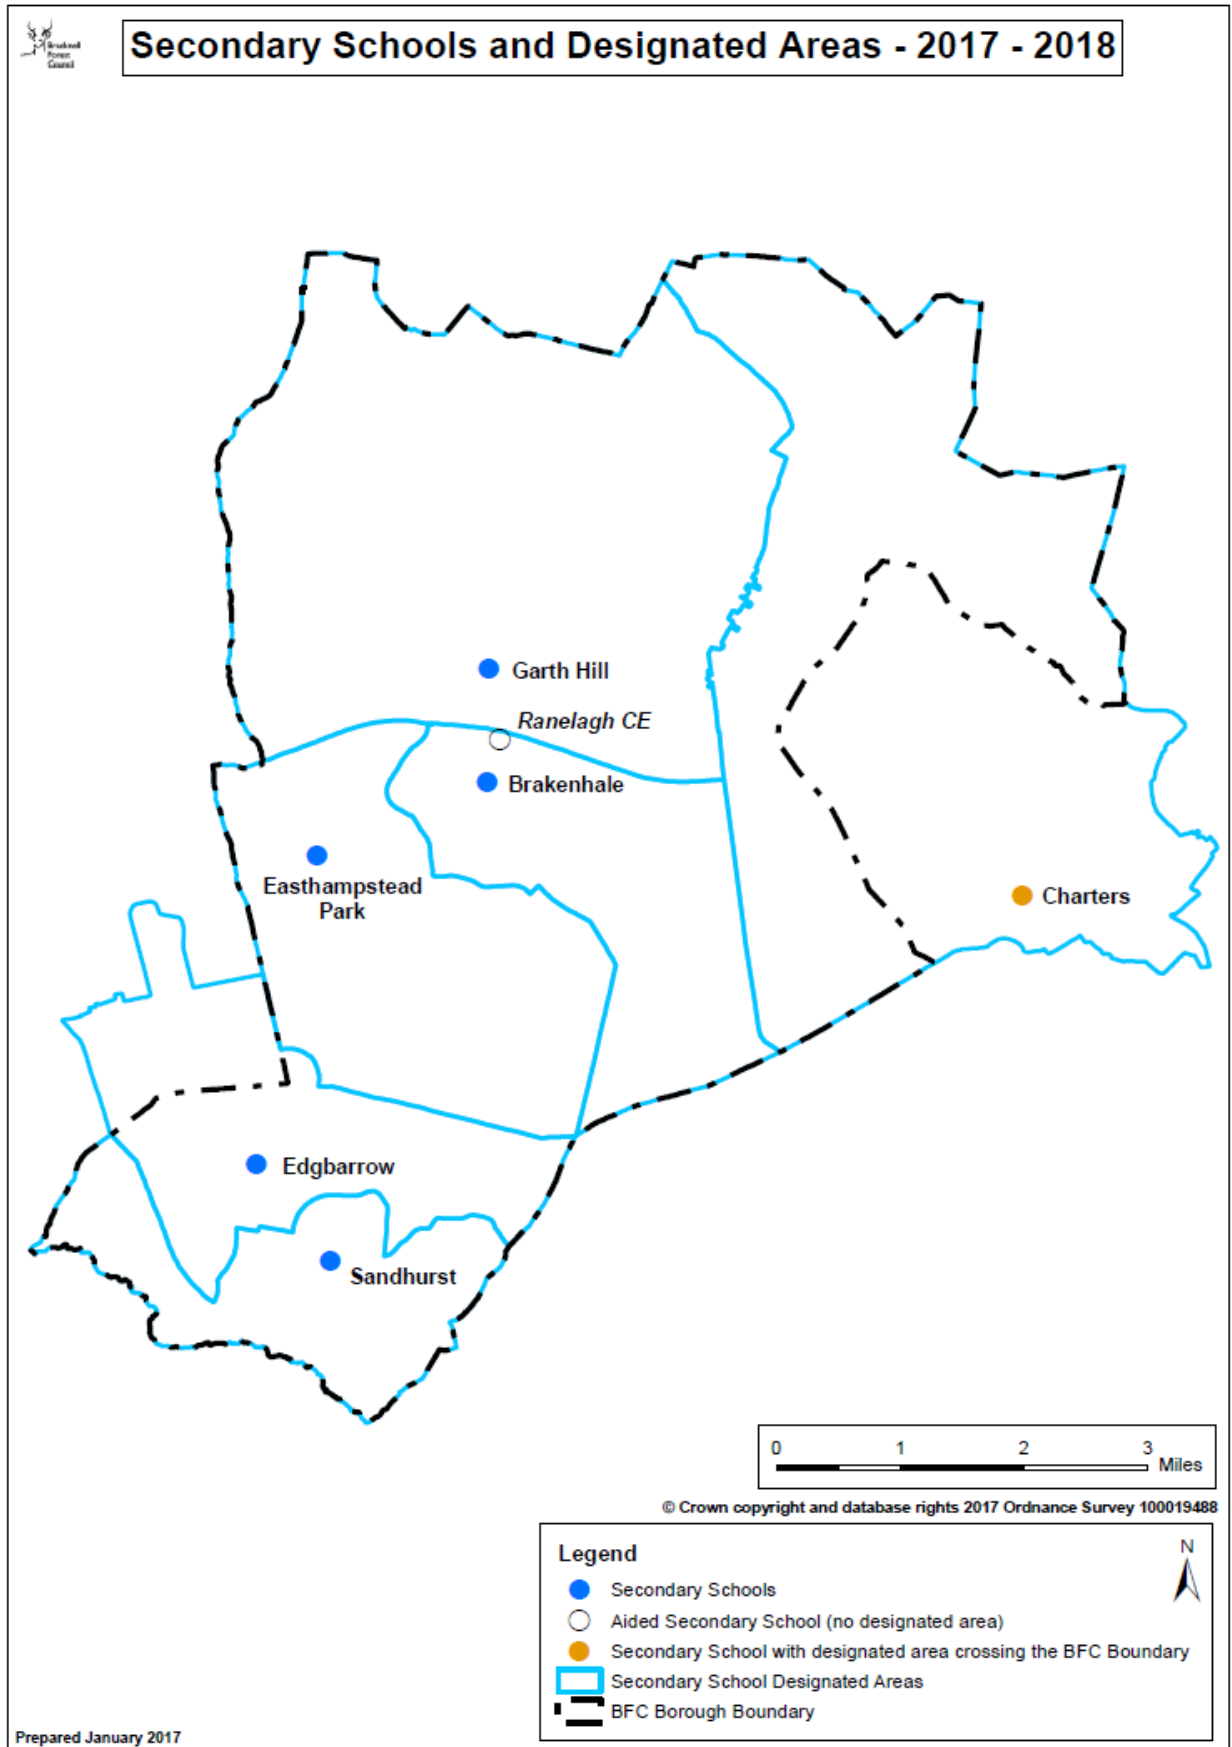 Bracknell
Forest
Council
Secondary Schools and Designated Areas - 2017 - 2018
Garth Hill
Ranelagh CE
Brakenhale
Easthampstead
Park
Charters
Edgbarrow
Sandhurst
0 1 2 3
Miles
© Crown copyright and database rights 2017 Ordnance Survey 100019488
Legend
N
Secondary Schools
Aided Secondary School (no designated area)
Secondary School with designated area crossing the BFC Boundary
Secondary School Designated Areas
BFC Borough Boundary
Prepared January 2017